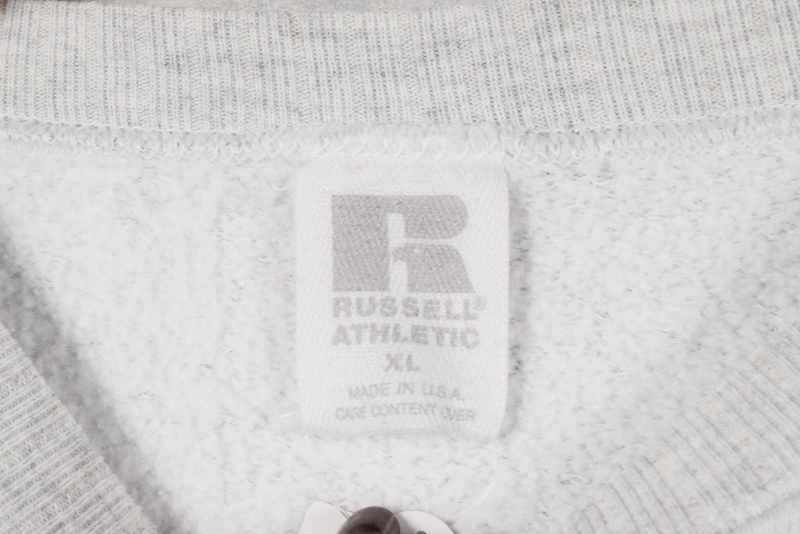 R
RUSSELL®
ATHLETIC
XL
MADE IN U.S.A.
CARE CONTENT OVER